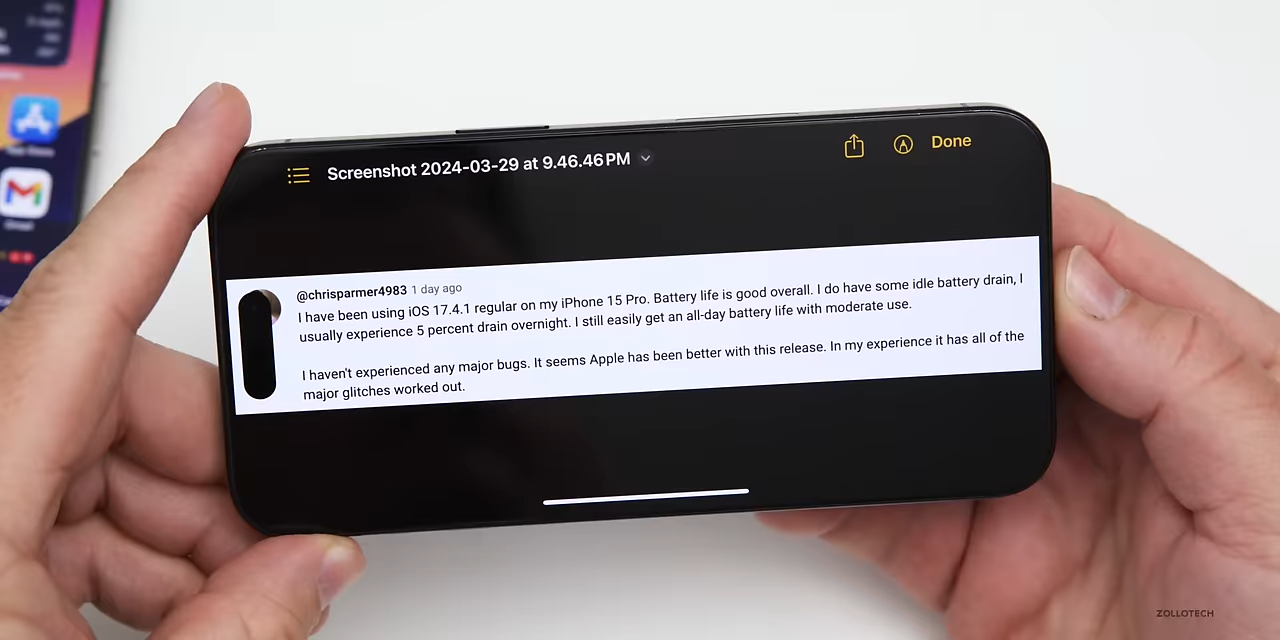 Screenshot 2024-03-29 at 9.46.46 PM
Done
@chrisparmer4983 1 day ago
I have been using iOS 17.4.1 regular on my iPhone 15 Pro. Battery life is good overall. I do have some idle battery drain, I
usually experience 5 percent drain overnight. I still easily get an all-day battery life with moderate use.
I haven't experienced any major bugs. It seems Apple has been better with this release. In my experience it has all of the
major glitches worked out.
ZOLLOTECH